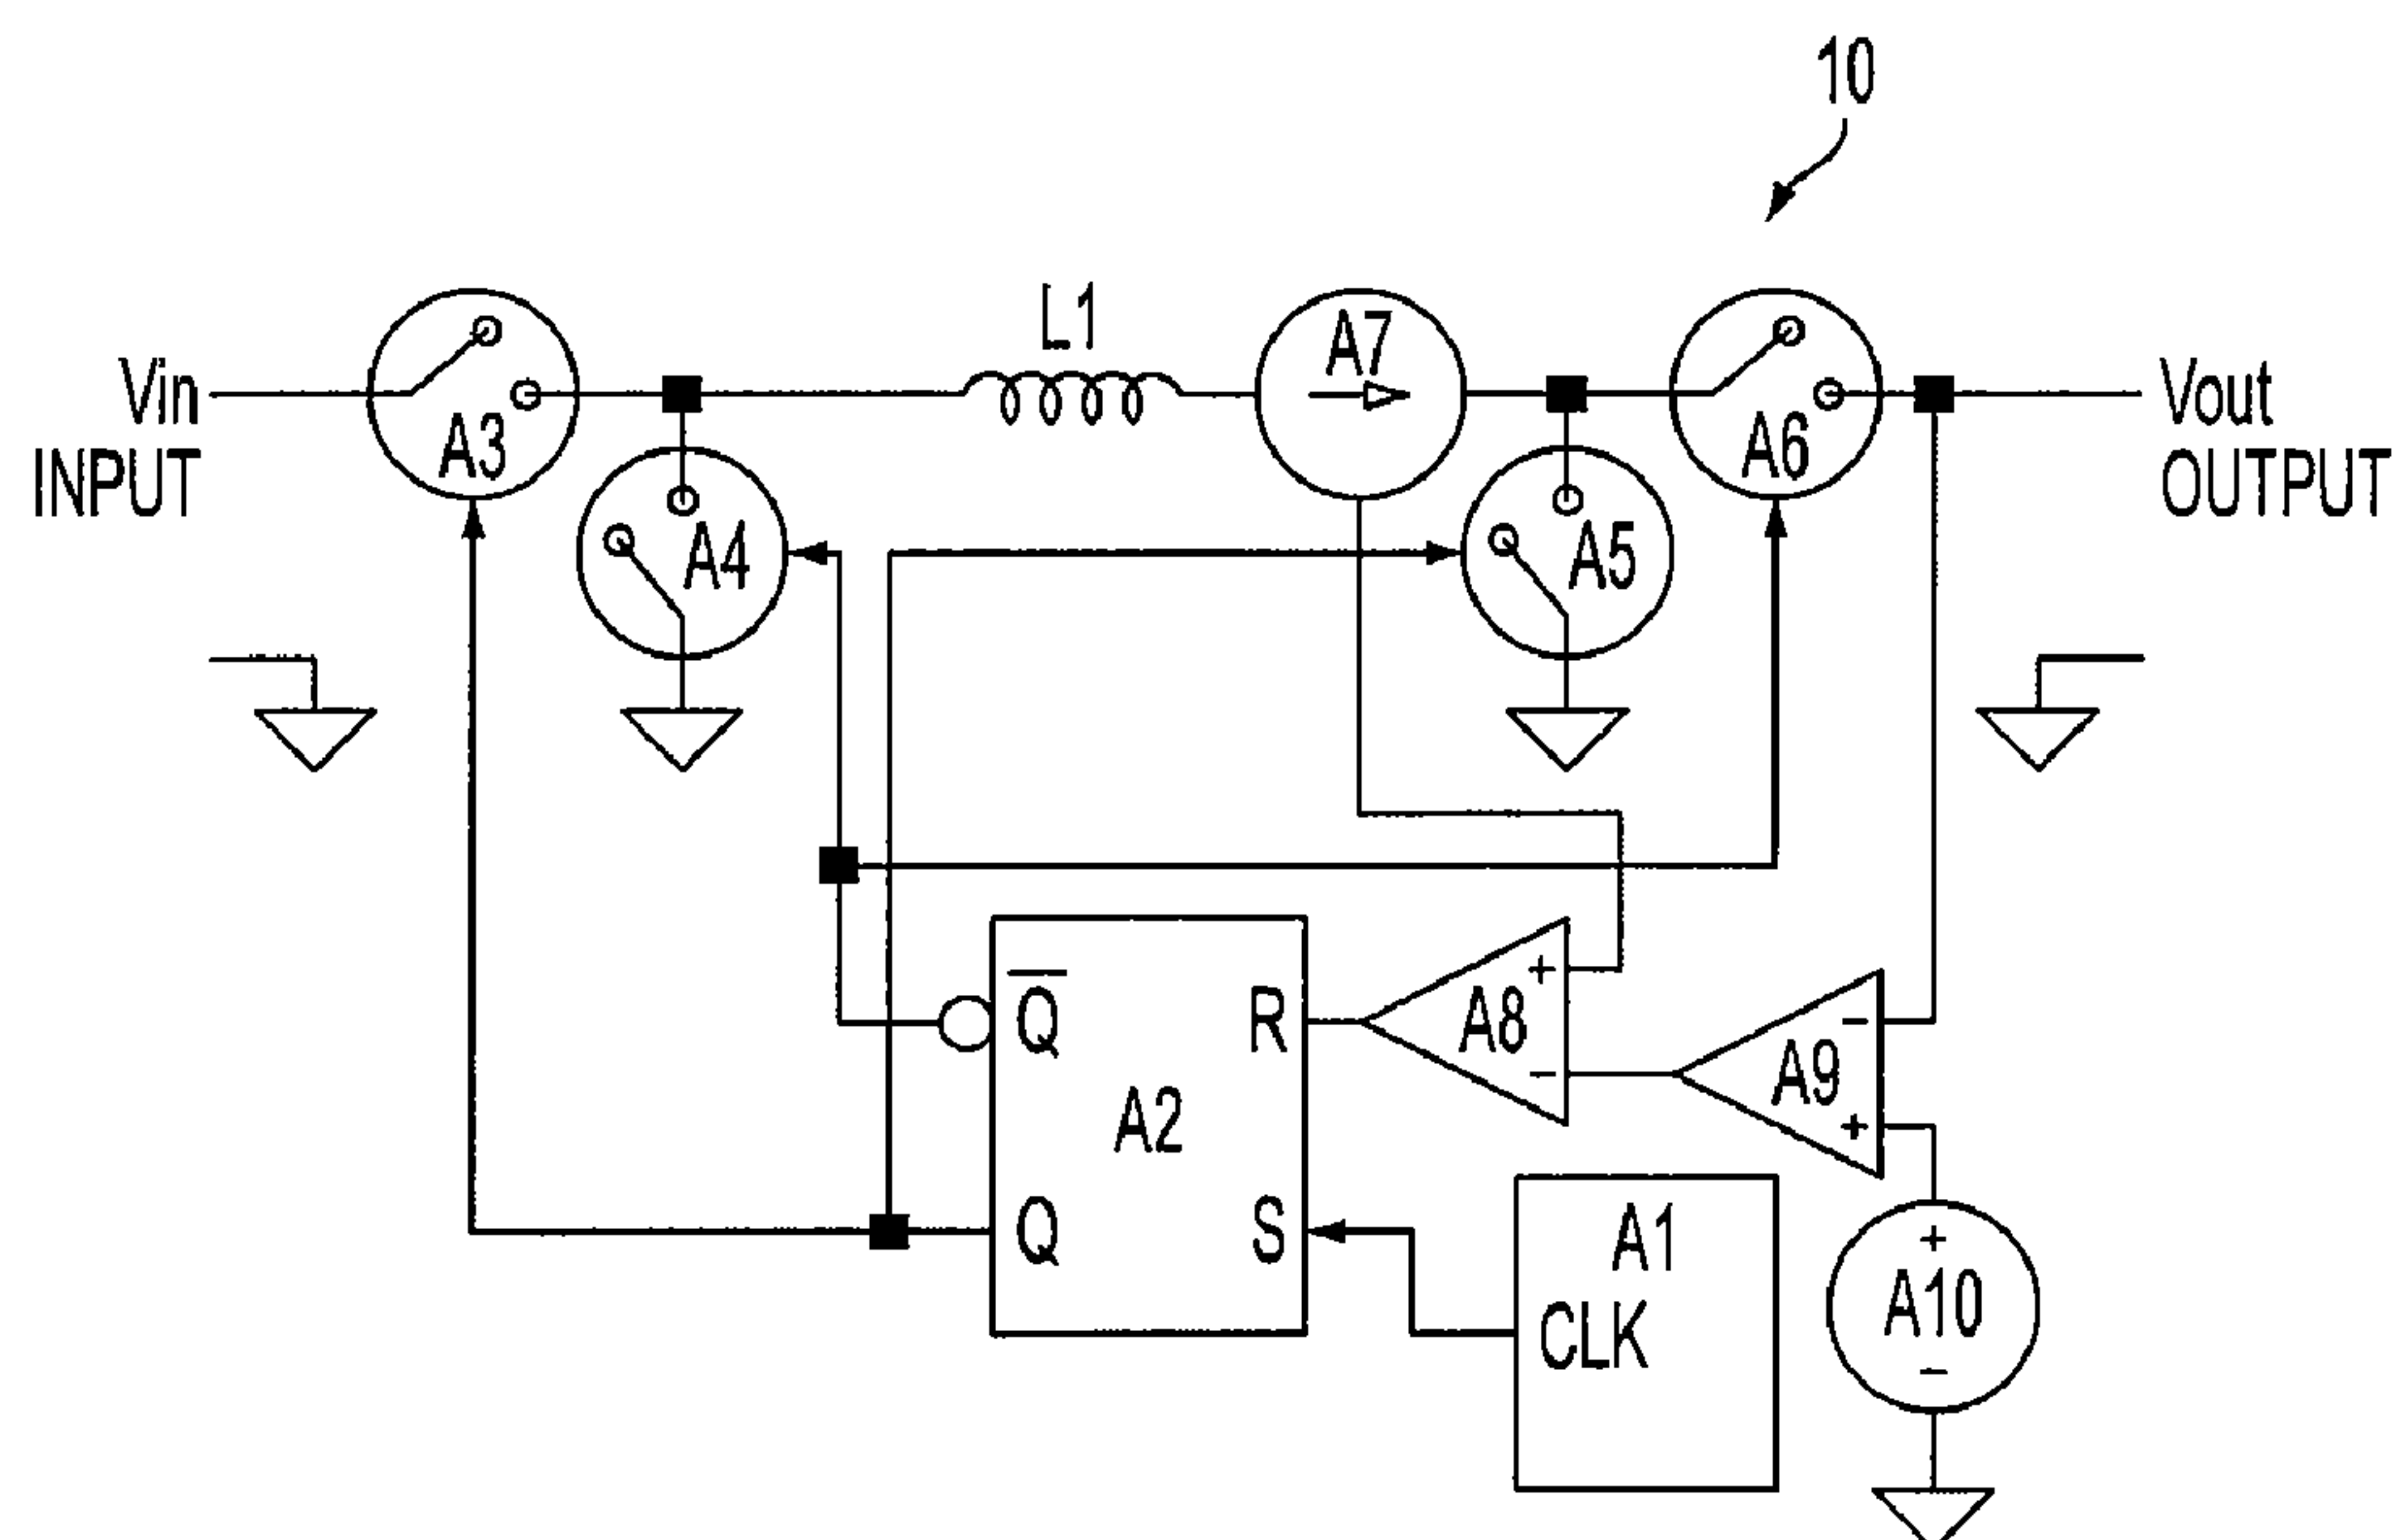 10
L1
A7
Vin
INPUT
A3
A6
Vout
OUTPUT
A4
A5
Q
R
+
A8
−
−
A9
+
A2
Q
S
A1
CLK
+
A10
−